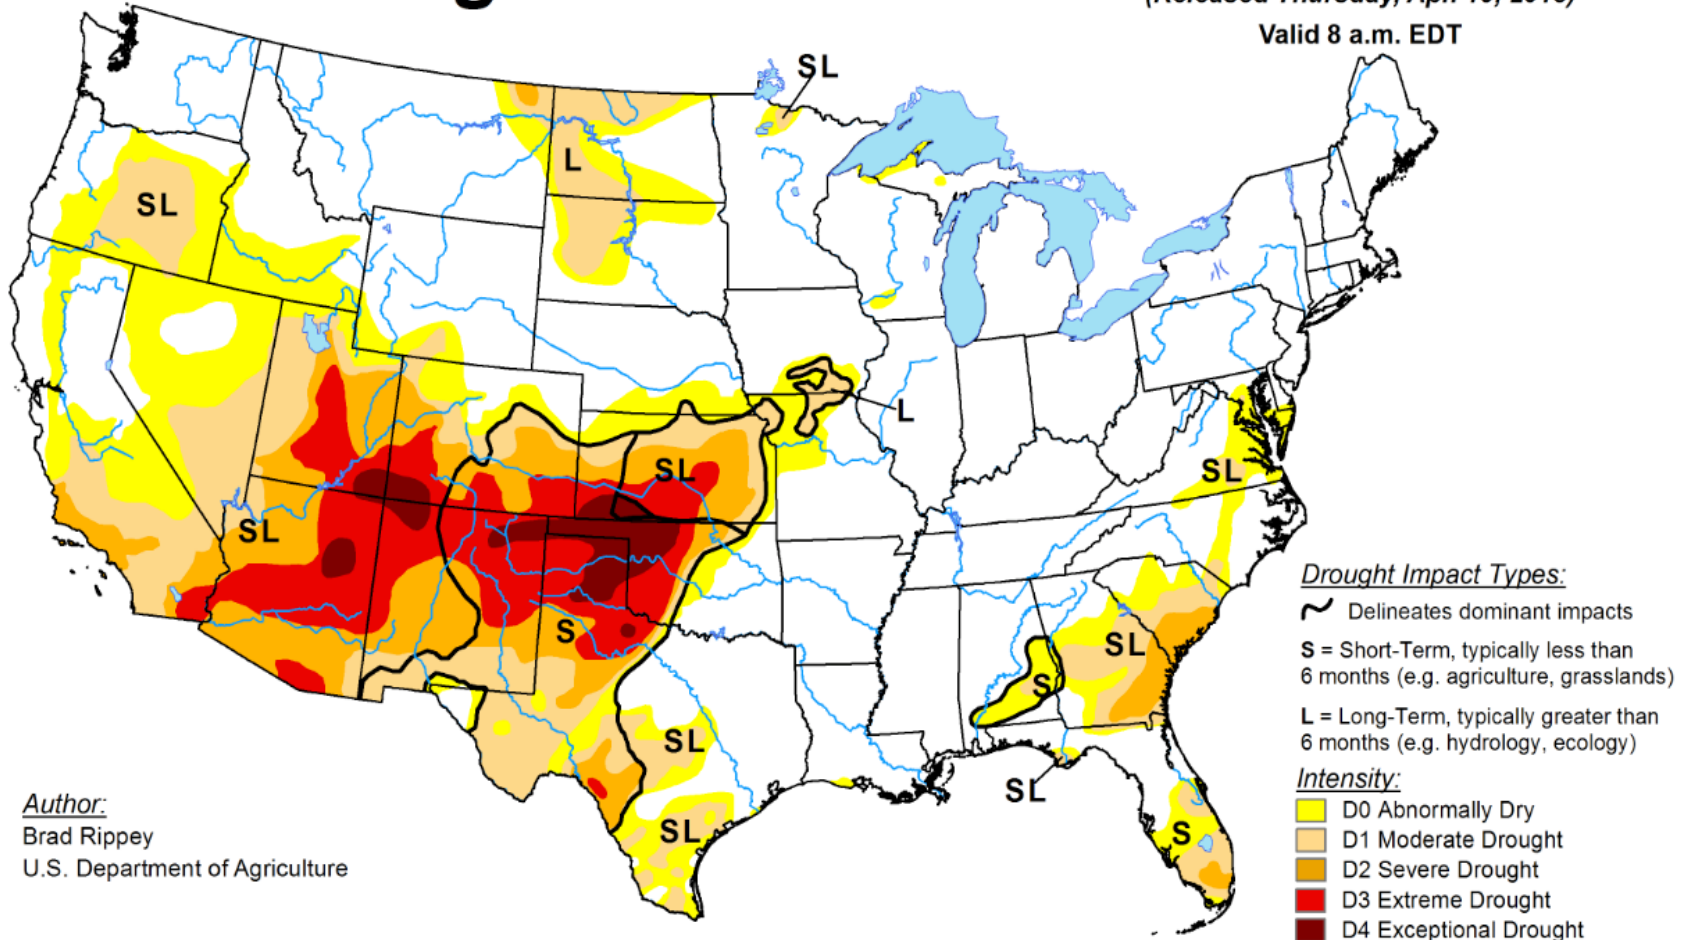 Valid 8 a.m. EDT
SL
L
SL
L
SL
SL
SL
S
SL
S
SL
SL
SL
S
Drought Impact Types:
Delineates dominant impacts
S = Short-Term, typically less than
6 months (e.g. agriculture, grasslands)
L = Long-Term, typically greater than
6 months (e.g. hydrology, ecology)
Intensity:
D0 Abnormally Dry
D1 Moderate Drought
D2 Severe Drought
D3 Extreme Drought
D4 Exceptional Drought
Author:
Brad Rippey
U.S. Department of Agriculture